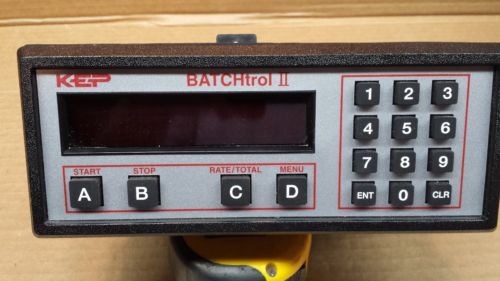 KEP BATCHtrol II
1 2 3
4 5 6
7 8 9
ENT 0 CLR
START STOP RATE/TOTAL MENU
A B C D